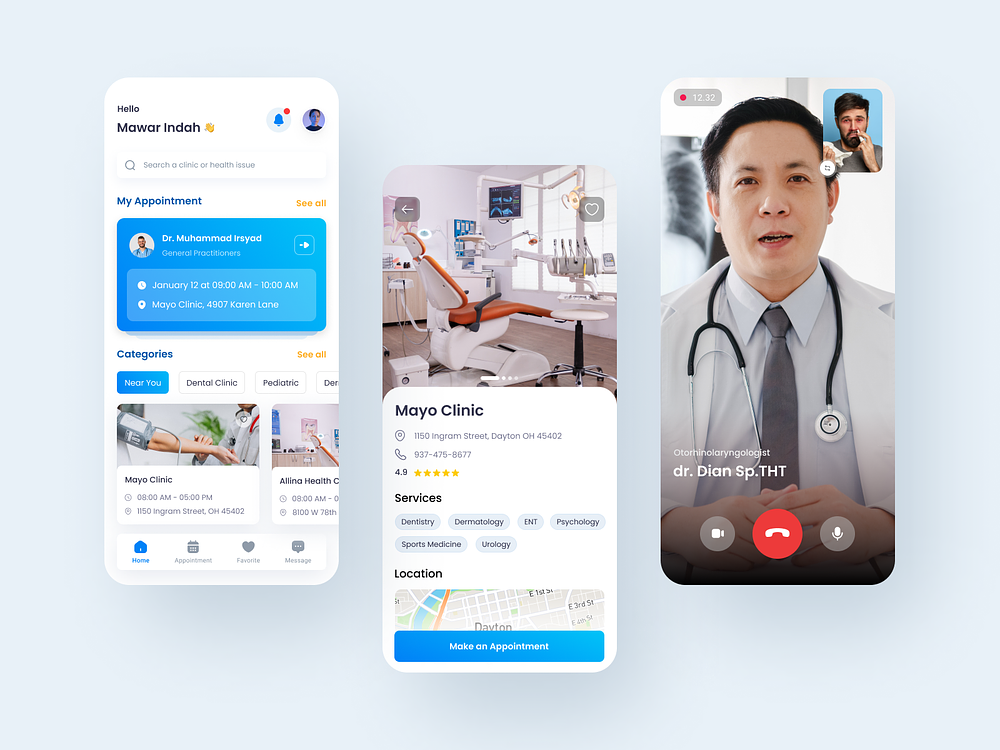 Hello
Mawar Indah 👋
Search a clinic or health issue
My Appointment
See all
Dr. Muhammad Irsyad
General Practitioners
January 12 at 09:00 AM - 10:00 AM
Mayo Clinic, 4907 Karen Lane
Categories
See all
Near You
Dental Clinic
Pediatric
Der
Mayo Clinic
08:00 AM - 05:00 PM
1150 Ingram Street, OH 45402
Allina Health C
08:00 AM - 0
8100 W 78th
Home
Appointment
Favorite
Message
Mayo Clinic
1150 Ingram Street, Dayton OH 45402
937-475-8677
4.9
Services
Dentistry
Dermatology
ENT
Psychology
Sports Medicine
Urology
Location
E 1st St
E 3rd St
E 4th St
Dayton
Make an Appointment
12.32
Otorhinolaryngologist
dr. Dian Sp.THT